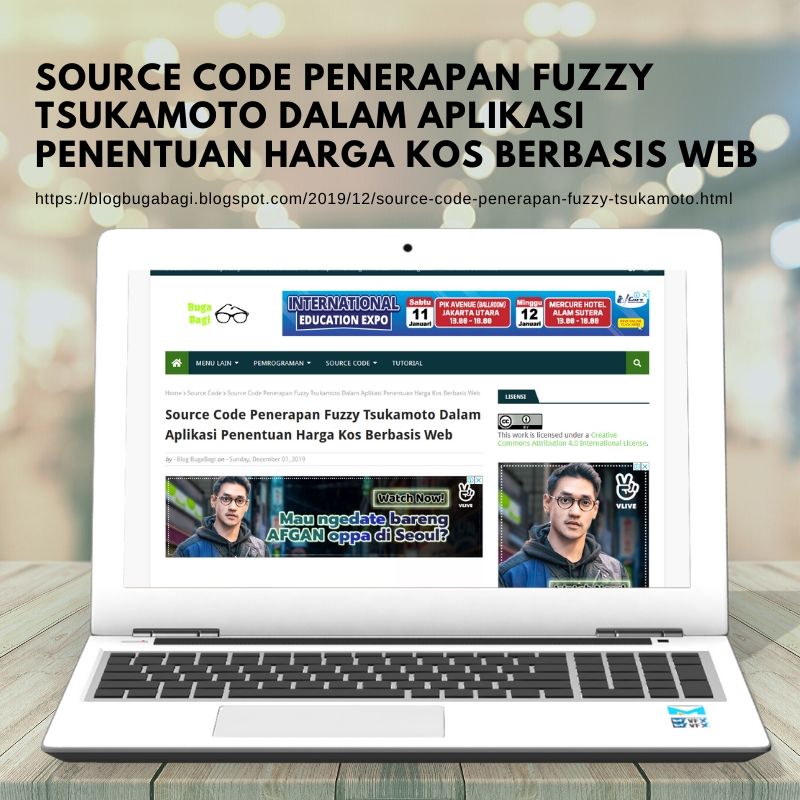 SOURCE CODE PENERAPAN FUZZY
TSUKAMOTO DALAM APLIKASI
PENENTUAN HARGA KOS BERBASIS WEB
https://blogbugabagi.blogspot.com/2019/12/source-code-penerapan-fuzzy-tsukamoto.html
Buga
Bagi
INTERNATIONAL
EDUCATION EXPO
Sabtu
11
Januari
PIK AVENUE (BALLROOM)
JAKARTA UTARA
13.00 - 18.00
Minggu
12
Januari
MERCURE HOTEL
ALAM SUTERA
13.00 - 18.00
MENU LAIN
PEMROGRAMAN
SOURCE CODE
TUTORIAL
Home > Source Code > Source Code Penerapan Fuzzy Tsukamoto Dalam Aplikasi Penentuan Harga Kos Berbasis Web
Source Code Penerapan Fuzzy Tsukamoto Dalam
Aplikasi Penentuan Harga Kos Berbasis Web
by - Blog BugaBagi on - Sunday, December 01, 2019
Watch Now!
Mau ngedate bareng
AFGAN oppa di Seoul?
VLIVE
LISENSI
cc
BY
This work is licensed under a Creative
Commons Attribution 4.0 International License.
VLIVE